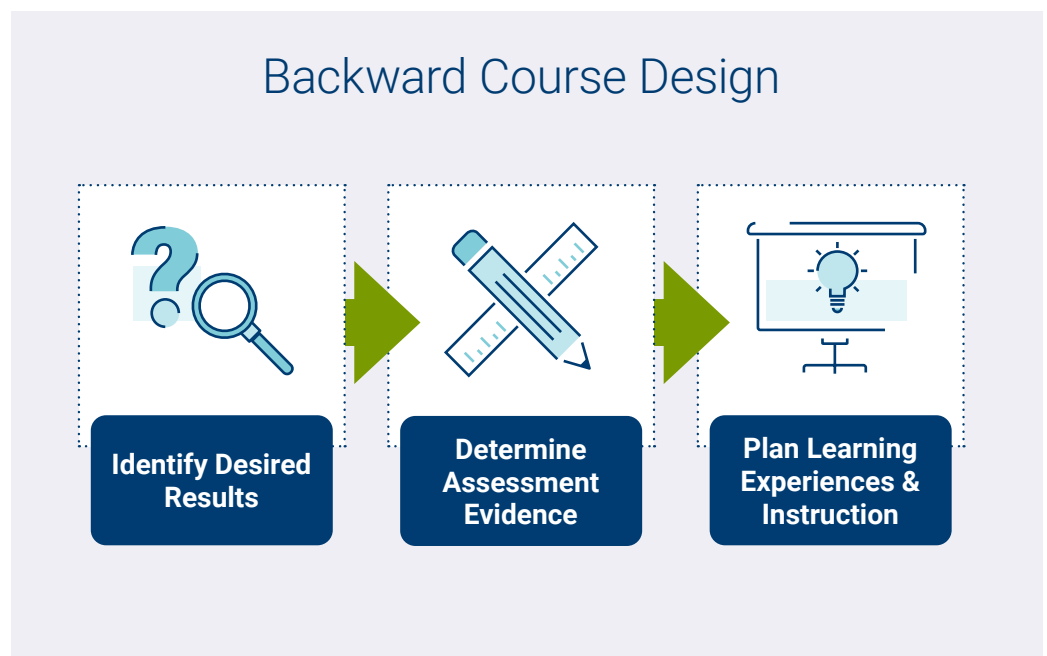 Backward Course Design
Identify Desired
Results
Determine
Assessment
Evidence
Plan Learning
Experiences &
Instruction